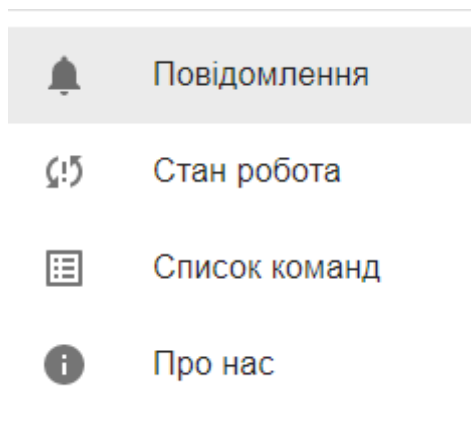 Повідомлення
Стан робота
Список команд
Про нас